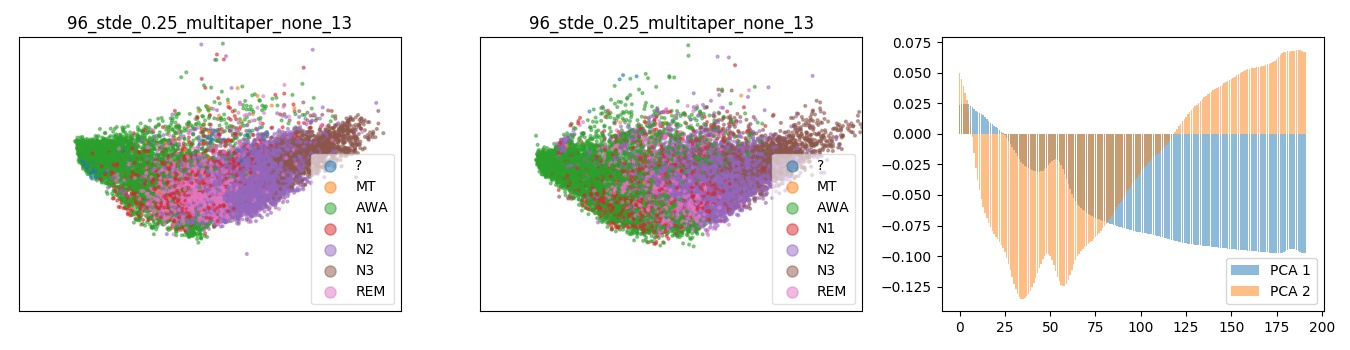 96_stde_0.25_multitaper_none_13
?
MT
AWA
N1
N2
N3
REM
96_stde_0.25_multitaper_none_13
?
MT
AWA
N1
N2
N3
REM
0.075
0.050
0.025
0.000
−0.025
−0.050
−0.075
−0.100
−0.125
0 25 50 75 100 125 150 175 200
PCA 1
PCA 2